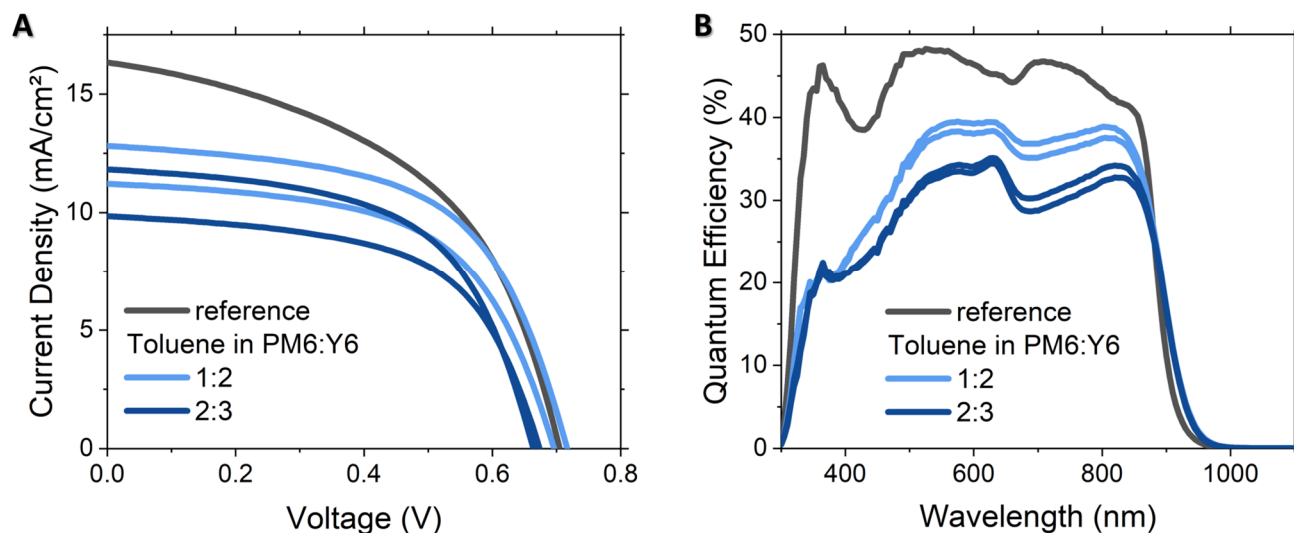 A
Current Density (mA/cm²)
15
10
5
0
0.0
0.2
0.4
0.6
0.8
Voltage (V)
reference
Toluene in PM6:Y6
1:2
2:3
B
Quantum Efficiency (%)
50
40
30
20
10
0
400
600
800
1000
Wavelength (nm)
reference
Toluene in PM6:Y6
1:2
2:3